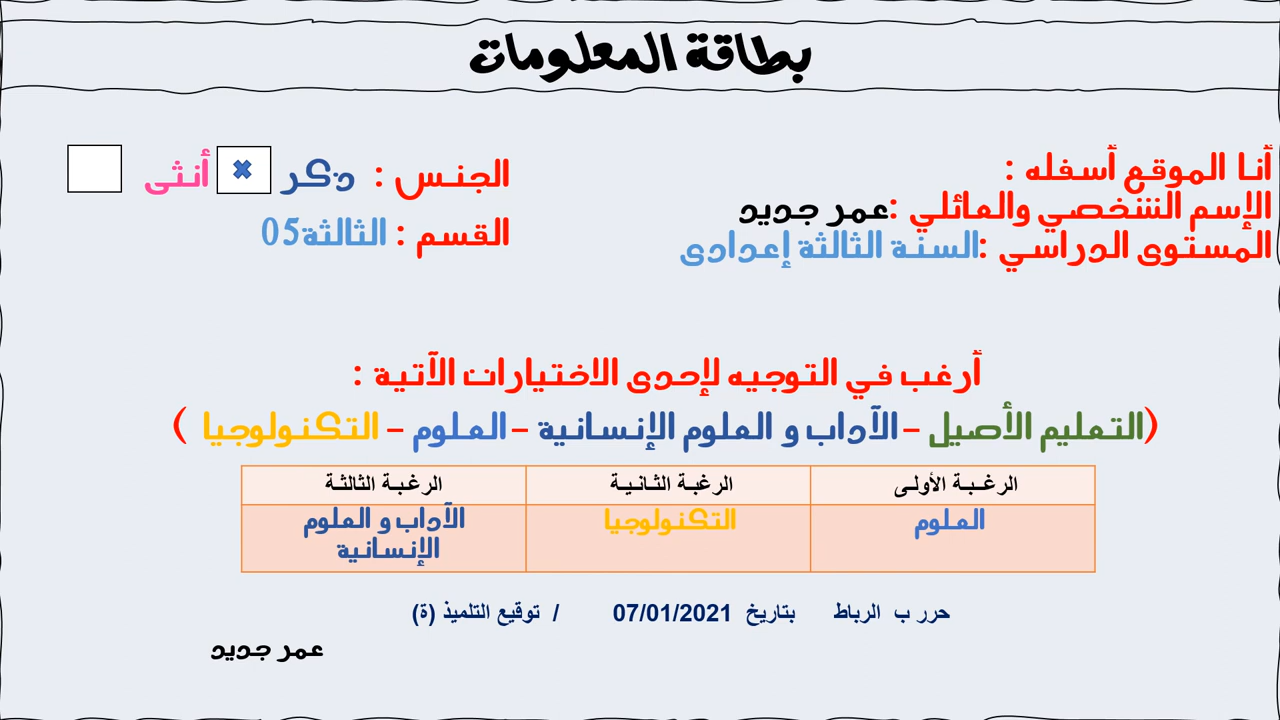 بطاقة المعلومات
أنا الموقع أسفله :
الإسم الشخصي والعائلي :عمر جديد
المستوى الدراسي :السنة الثالثة إعدادى
الجنس : دكر ✖ أنثى
القسم : الثالثة05
أرغب في التوجيه لإحدى الاختيارات الآتية :
(التعليم الأصيل – الآداب و العلوم الإنسانية – العلوم – التكنولوجيا )
الرغبة الأولى الرغبة الثانية الرغبة الثالثة
العلوم التكنولوجيا الآداب و العلوم
الإنسانية
حرر ب الرباط بتاريخ 07/01/2021 / توقيع التلميذ (ة)
عمر جديد